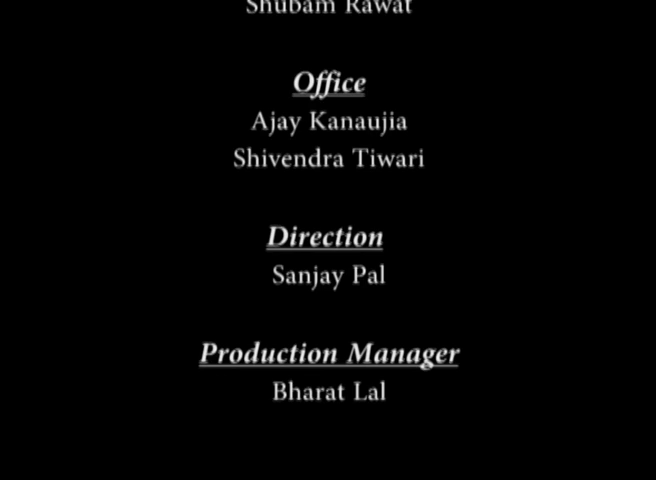 Shubam Rawat
Office
Ajay Kanaujia
Shivendra Tiwari
Direction
Sanjay Pal
Production Manager
Bharat Lal